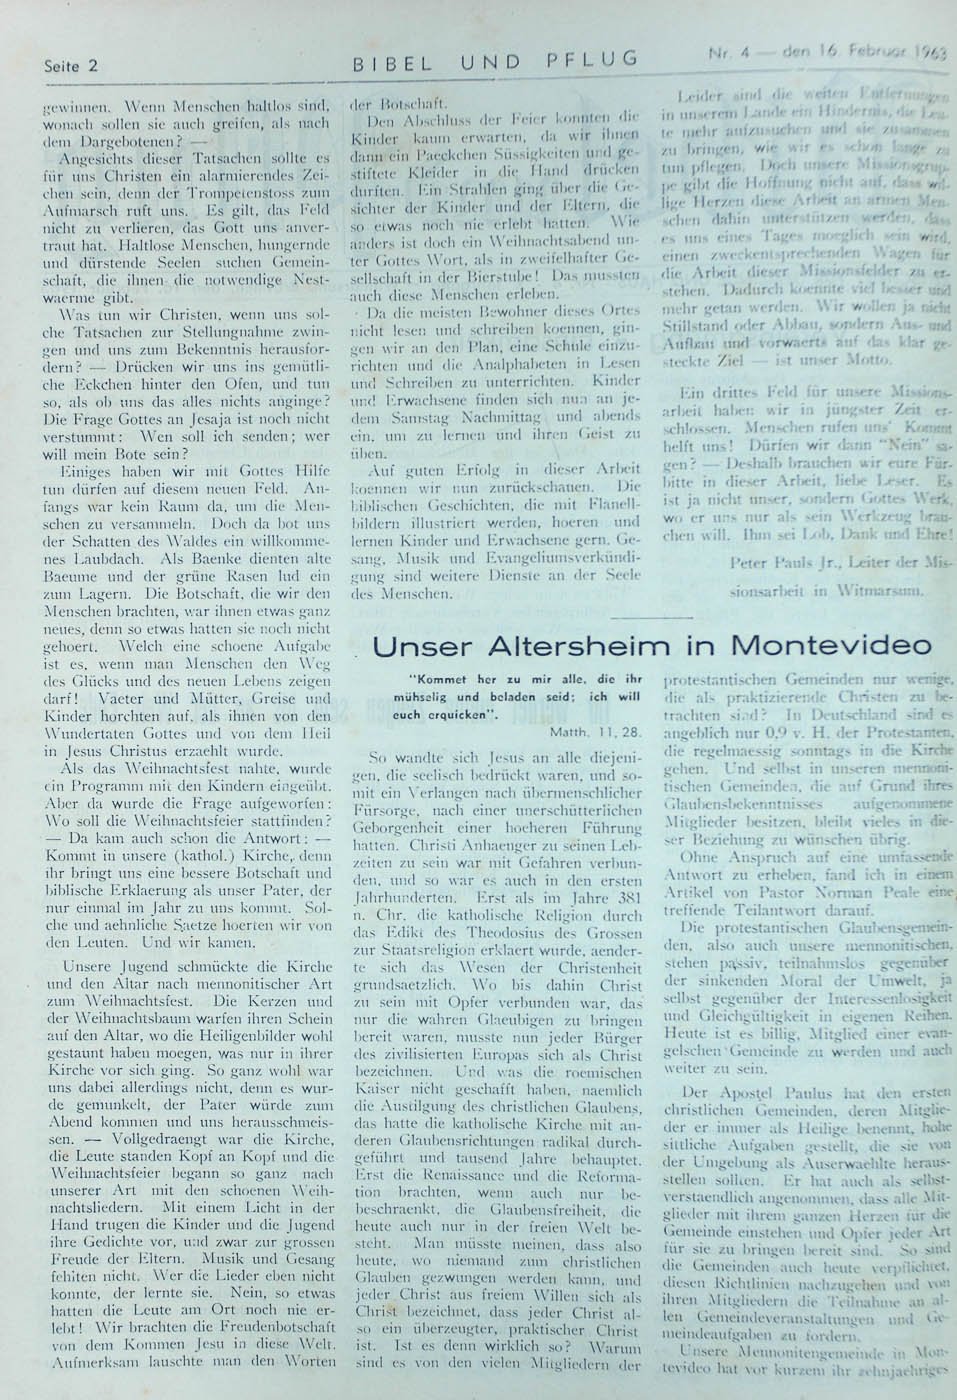 Seite 2
BIBEL UND PFLUG
Nr. 4 — den 16. Februar 1963
gewinnen. Wenn Menschen haltlos sind,
wonach sollen sie auch greifen, als nach
dem Dargebotenen? —
Angesichts dieser Tatsachen sollte es
für uns Christen ein alarmierendes Zei-
chen sein, denn der Trompetenstoss zum
Aufmarsch ruft uns. Es gilt, das Feld
nicht zu verlieren, das Gott uns anver-
traut hat. Haltlose Menschen, hungernde
und dürstende Seelen suchen Gemein-
schaft, die ihnen die notwendige Nest-
waerme gibt.
Was tun wir Christen, wenn uns sol-
che Tatsachen zur Stellungnahme zwin-
gen und uns zum Bekenntnis herausfor-
dern? — Drücken wir uns ins gemütli-
che Eckchen hinter den Ofen, und tun
so, als ob uns das alles nichts anginge?
Die Frage Gottes an Jesaja ist noch nicht
verstummt: Wen soll ich senden; wer
will mein Bote sein?
Einiges haben wir mit Gottes Hilfe
tun dürfen auf diesem neuen Feld. An-
fangs war kein Raum da, um die Men-
schen zu versammeln. Doch da bot uns
der Schatten des Waldes ein willkomme-
nes Laubdach. Als Baenke dienten alte
Baeume und der grüne Rasen lud ein
zum Lagern. Die Botschaft, die wir den
Menschen brachten, war ihnen etwas ganz
neues, denn so etwas hatten sie noch nicht
gehoert. Welch eine schoene Aufgabe
ist es, wenn man Menschen den Weg
des Glücks und des neuen Lebens zeigen
darf! Vaeter und Mütter, Greise und
Kinder horchten auf, als ihnen von den
Wundertaten Gottes und von dem Heil
in Jesus Christus erzaehlt wurde.
Als das Weihnachtsfest nahte, wurde
ein Programm mit den Kindern eingeübt.
Aber da wurde die Frage aufgeworfen:
Wo soll die Weihnachtsfeier stattfinden?
— Da kam auch schon die Antwort: —
Kommt in unsere (kathol.) Kirche, denn
ihr bringt uns eine bessere Botschaft und
biblische Erklaerung als unser Pater, der
nur einmal im Jahr zu uns kommt. Sol-
che und aehnliche Saetze hoerten wir von
den Leuten. Und wir kamen.
Unsere Jugend schmückte die Kirche
und den Altar nach mennonitischer Art
zum Weihnachtsfest. Die Kerzen und
der Weihnachtsbaum warfen ihren Schein
auf den Altar, wo die Heiligenbilder wohl
gestaunt haben moegen, was nur in ihrer
Kirche vor sich ging. So ganz wohl war
uns dabei allerdings nicht, denn es wur-
de gemunkelt, der Pater würde zum
Abend kommen und uns herausschmeis-
sen. — Vollgedraengt war die Kirche,
die Leute standen Kopf an Kopf und die
Weihnachtsfeier begann so ganz nach
unserer Art mit den schoenen Weih-
nachtsliedern. Mit einem Licht in der
Hand trugen die Kinder und die Jugend
ihre Gedichte vor, und zwar zur grossen
Freude der Eltern. Musik und Gesang
fehlten nicht. Wer die Lieder eben nicht
konnte, der lernte sie. Nein, so etwas
hatten die Leute am Ort noch nie er-
lebt! Wir brachten die Freudenbotschaft
von dem Kommen Jesu in diese Welt.
Aufmerksam lauschte man den Worten
der Botschaft.
Den Abschluss der Feier konnten die
Kinder kaum erwarten, da wir ihnen
dann ein Paeckchen Süssigkeiten und ge-
stiftete Kleider in die Hand drücken
durften. Ein Strahlen ging über die Ge-
sichter der Kinder und der Eltern, die
so etwas noch nie erlebt hatten. Wie
anders ist doch ein Weihnachtsabend un-
ter Gottes Wort, als in zweifelhafter Ge-
sellschaft in der Bierstube! Das mussten
auch diese Menschen erleben.
Da die meisten Bewohner dieses Ortes
nicht lesen und schreiben koennen, gin-
gen wir an den Plan, eine Schule einzu-
richten und die Analphabeten in Lesen
und Schreiben zu unterrichten. Kinder
und Erwachsene finden sich nun an je-
dem Samstag Nachmittag und abends
ein, um zu lernen und ihren Geist zu
üben.
Auf guten Erfolg in dieser Arbeit
koennen wir nun zurückschauen. Die
biblischen Geschichten, die mit Flanell-
bildern illustriert werden, hoeren und
lernen Kinder und Erwachsene gern. Ge-
sang, Musik und Evangeliumsverkündi-
gung sind weitere Dienste an der Seele
des Menschen.
Leider sind die weiten Entfernungen
in unserem Lande ein Hindernis, die Leu-
te mehr aufzusuchen und sie zusammen
zu bringen, wie wir es schon lange zu
tun pflegen. Doch unsere Missionsgrup-
pe gibt die Hoffnung nicht auf, dass wil-
lige Herzen diese Arbeit an armen Men-
schen dahin unterstützen werden, dass
es uns eines Tages moeglich sein wird,
einen zweckentsprechenden Wagen für
die Arbeit dieser Missionsfelder zu er-
stehen. Dadurch koennte viel besser und
mehr getan werden. Wir wollen ja nicht
Stillstand oder Abbau, sondern Aus- und
Aufbau und vorwaerts auf das klar ge-
steckte Ziel — ist unser Motto.
Ein drittes Feld für unsere Missions-
arbeit haben wir in jüngster Zeit er-
schlossen. Menschen rufen uns' Kommt
helft uns! Dürfen wir dann "Nein" sa-
gen? — Deshalb brauchen wir eure Für-
bitte in dieser Arbeit, liebe Leser. Es
ist ja nicht unser, sondern Gottes Werk,
wo er uns nur als sein Werkzeug brau-
chen will. Ihm sei Lob, Dank und Ehre!
Peter Pauls Jr., Leiter der Mis-
sionsarbeit in Witmarsum.
Unser Altersheim in Montevideo
"Kommet her zu mir alle, die ihr
mühselig und beladen seid; ich will
euch erquicken".
Matth. 11, 28.
So wandte sich Jesus an alle diejeni-
gen, die seelisch bedrückt waren, und so-
mit ein Verlangen nach übermenschlicher
Fürsorge, nach einer unerschütterlichen
Geborgenheit einer hoeheren Führung
hatten. Christi Anhaenger zu seinen Leb-
zeiten zu sein war mit Gefahren verbun-
den, und so war es auch in den ersten
Jahrhunderten. Erst als im Jahre 381
n. Chr. die katholische Religion durch
das Edikt des Theodosius des Grossen
zur Staatsreligion erklaert wurde, aender-
te sich das Wesen der Christenheit
grundsaetzlich. Wo bis dahin Christ
zu sein mit Opfer verbunden war, das
nur die wahren Glaeubigen zu bringen
bereit waren, musste nun jeder Bürger
des zivilisierten Europas sich als Christ
bezeichnen. Und was die roemischen
Kaiser nicht geschafft haben, naemlich
die Austilgung des christlichen Glaubens,
das hatte die katholische Kirche mit an-
deren Glaubensrichtungen radikal durch-
geführt und tausend Jahre behauptet.
Erst die Renaissance und die Reforma-
tion brachten, wenn auch nur be-
beschraenkt, die Glaubensfreiheit, die
heute auch nur in der freien Welt be-
steht. Man müsste meinen, dass also
heute, wo niemand zum christlichen
Glauben gezwungen werden kann, und
jeder Christ aus freiem Willen sich als
Christ bezeichnet, dass jeder Christ al-
so ein überzeugter, praktischer Christ
ist. Ist es denn wirklich so? Warum
sind es von den vielen Mitgliedern der
protestantischen Gemeinden nur wenige,
die als praktizierende Christen zu be-
trachten sind? In Deutschland sind es
angeblich nur 0,9 v. H. der Protestanten,
die regelmaessig sonntags in die Kirche
gehen. Und selbst in unseren mennoni-
tischen Gemeinden, die auf Grund ihres
Glaubensbekenntnisses aufgenommene
Mitglieder besitzen, bleibt vieles in die-
ser Beziehung zu wünschen übrig.
Ohne Anspruch auf eine umfassende
Antwort zu erheben, fand ich in einem
Artikel von Pastor Norman Peale eine
treffende Teilantwort darauf.
Die protestantischen Glaubensgemein-
den, also auch unsere mennonitischen,
stehen passiv, teilnahmslos gegenüber
der sinkenden Moral der Umwelt, ja
selbst gegenüber der Interessenlosigkeit
und Gleichgültigkeit in eigenen Reihen.
Heute ist es billig, Mitglied einer evan-
gelschen Gemeinde zu werden und auch
weiter zu sein.
Der Apostel Paulus hat den ersten
christlichen Gemeinden, deren Mitglie-
der er immer als Heilige benennt, hohe
sittliche Aufgaben gestellt, die sie von
der Umgebung als Auserwaehlte heraus-
stellen sollten. Er hat auch als selbst-
verstaendlich angenommen, dass alle Mit-
glieder mit ihrem ganzen Herzen für die
Gemeinde einstehen und Opfer jeder Art
für sie zu bringen bereit sind. So sind
die Gemeinden auch heute verpflichtet,
diesen Richtlinien nachzugehen und von
ihren Mitgliedern die Teilnahme an al-
len Gemeindeveranstaltungen und Ge-
meindeaufgaben zu fordern.
Unsere Mennonitengemeinde in Mon-
tevideo hat vor kurzem ihr zehnjaehriges